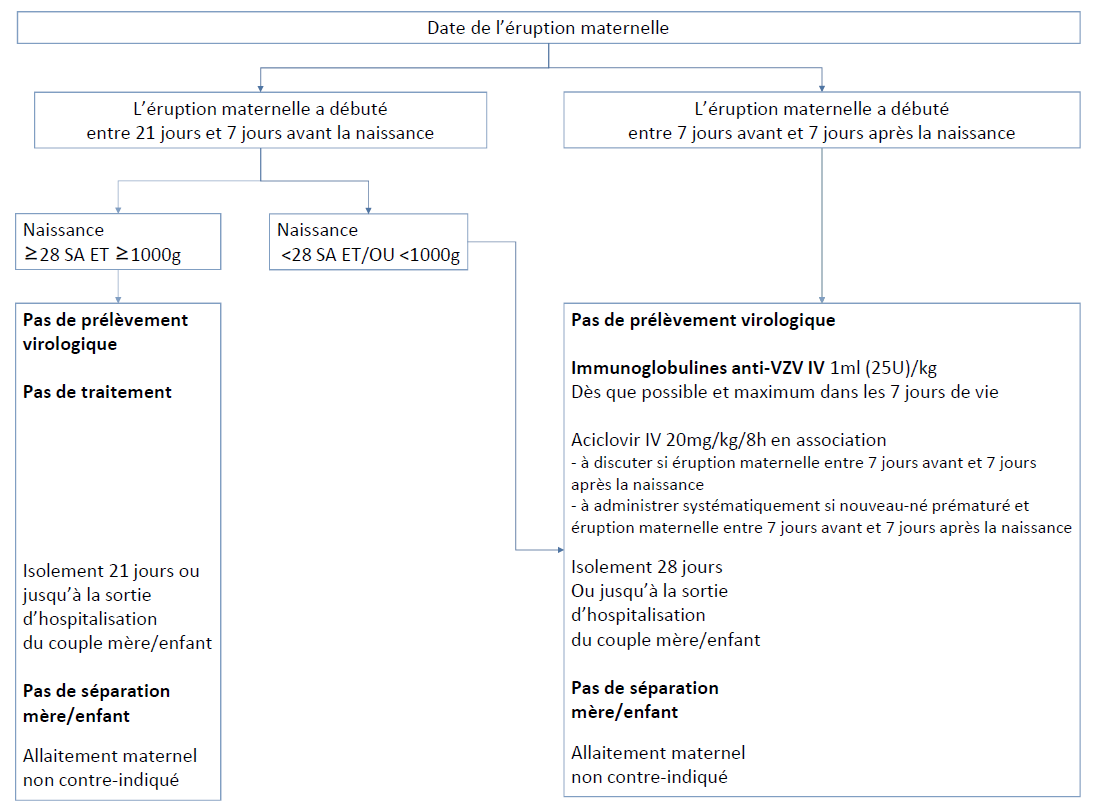 Date de l'éruption maternelle
L'éruption maternelle a débuté
entre 21 jours et 7 jours avant la naissance
L'éruption maternelle a débuté
entre 7 jours avant et 7 jours après la naissance
Naissance
≥28 SA ET ≥1000g
Naissance
<28 SA ET/OU <1000g
Pas de prélèvement
virologique
Pas de traitement
Isolement 21 jours ou
jusqu'à la sortie
d'hospitalisation
du couple mère/enfant
Pas de séparation
mère/enfant
Allaitement maternel
non contre-indiqué
Pas de prélèvement virologique
Immunoglobulines anti-VZV IV 1ml (25U)/kg
Dès que possible et maximum dans les 7 jours de vie
Aciclovir IV 20mg/kg/8h en association
- à discuter si éruption maternelle entre 7 jours avant et 7 jours
après la naissance
- à administrer systématiquement si nouveau-né prématuré et
éruption maternelle entre 7 jours avant et 7 jours après la naissance
Isolement 28 jours
Ou jusqu'à la sortie
d'hospitalisation
du couple mère/enfant
Pas de séparation
mère/enfant
Allaitement maternel
non contre-indiqué